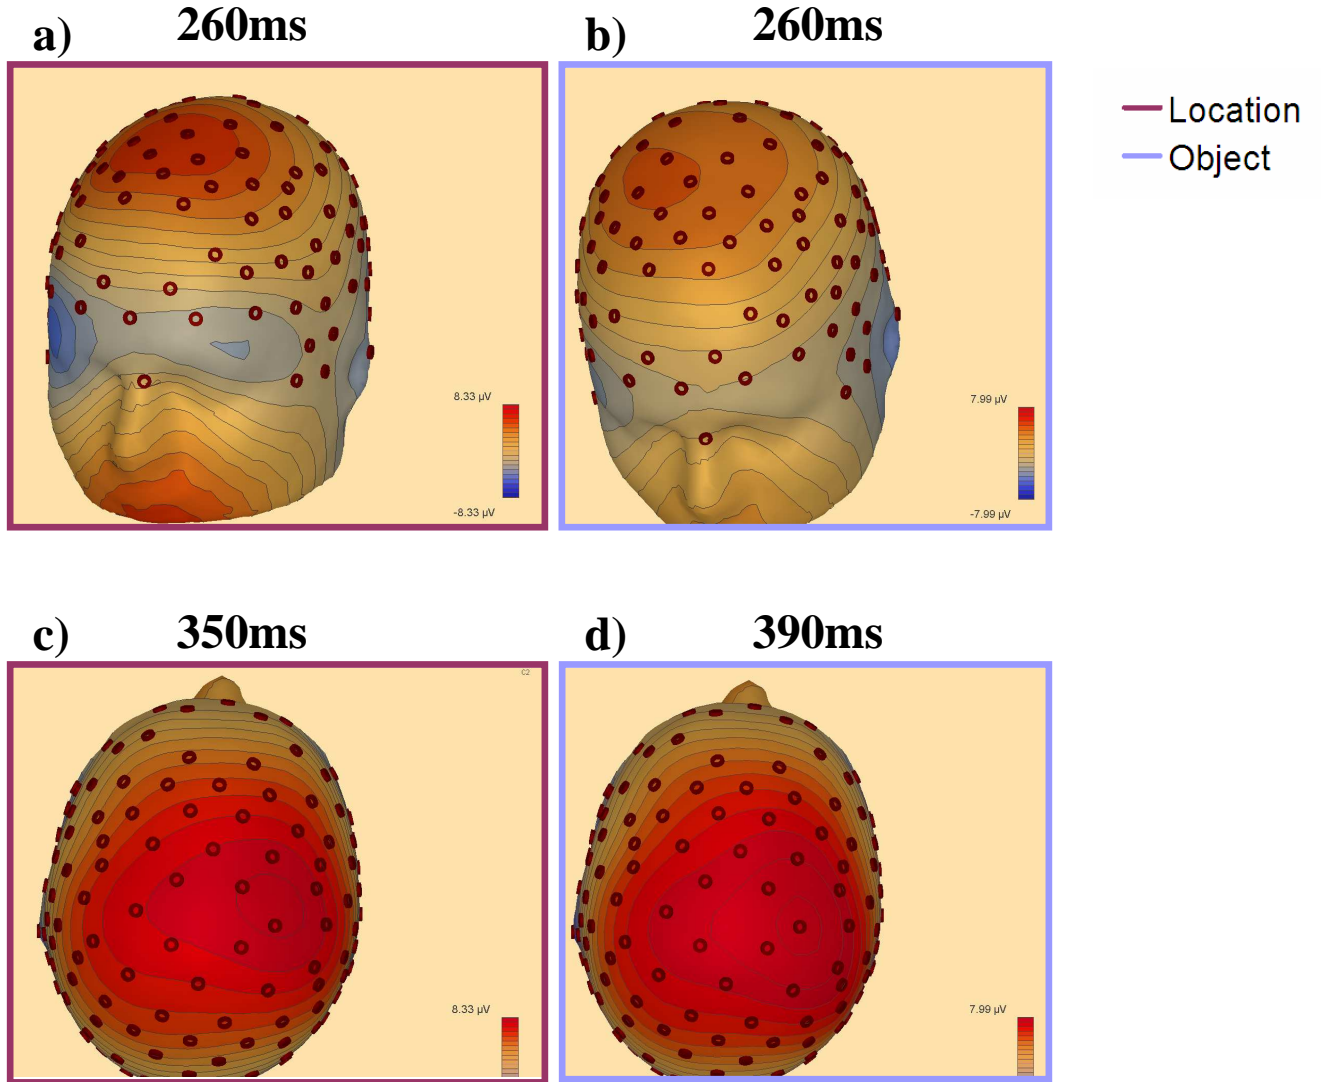 a) 260ms
b) 260ms
Location
Object
8.33 µV
-8.33 µV
7.99 µV
-7.99 µV
c) 350ms
d) 390ms
C2
8.33 µV
7.99 µV